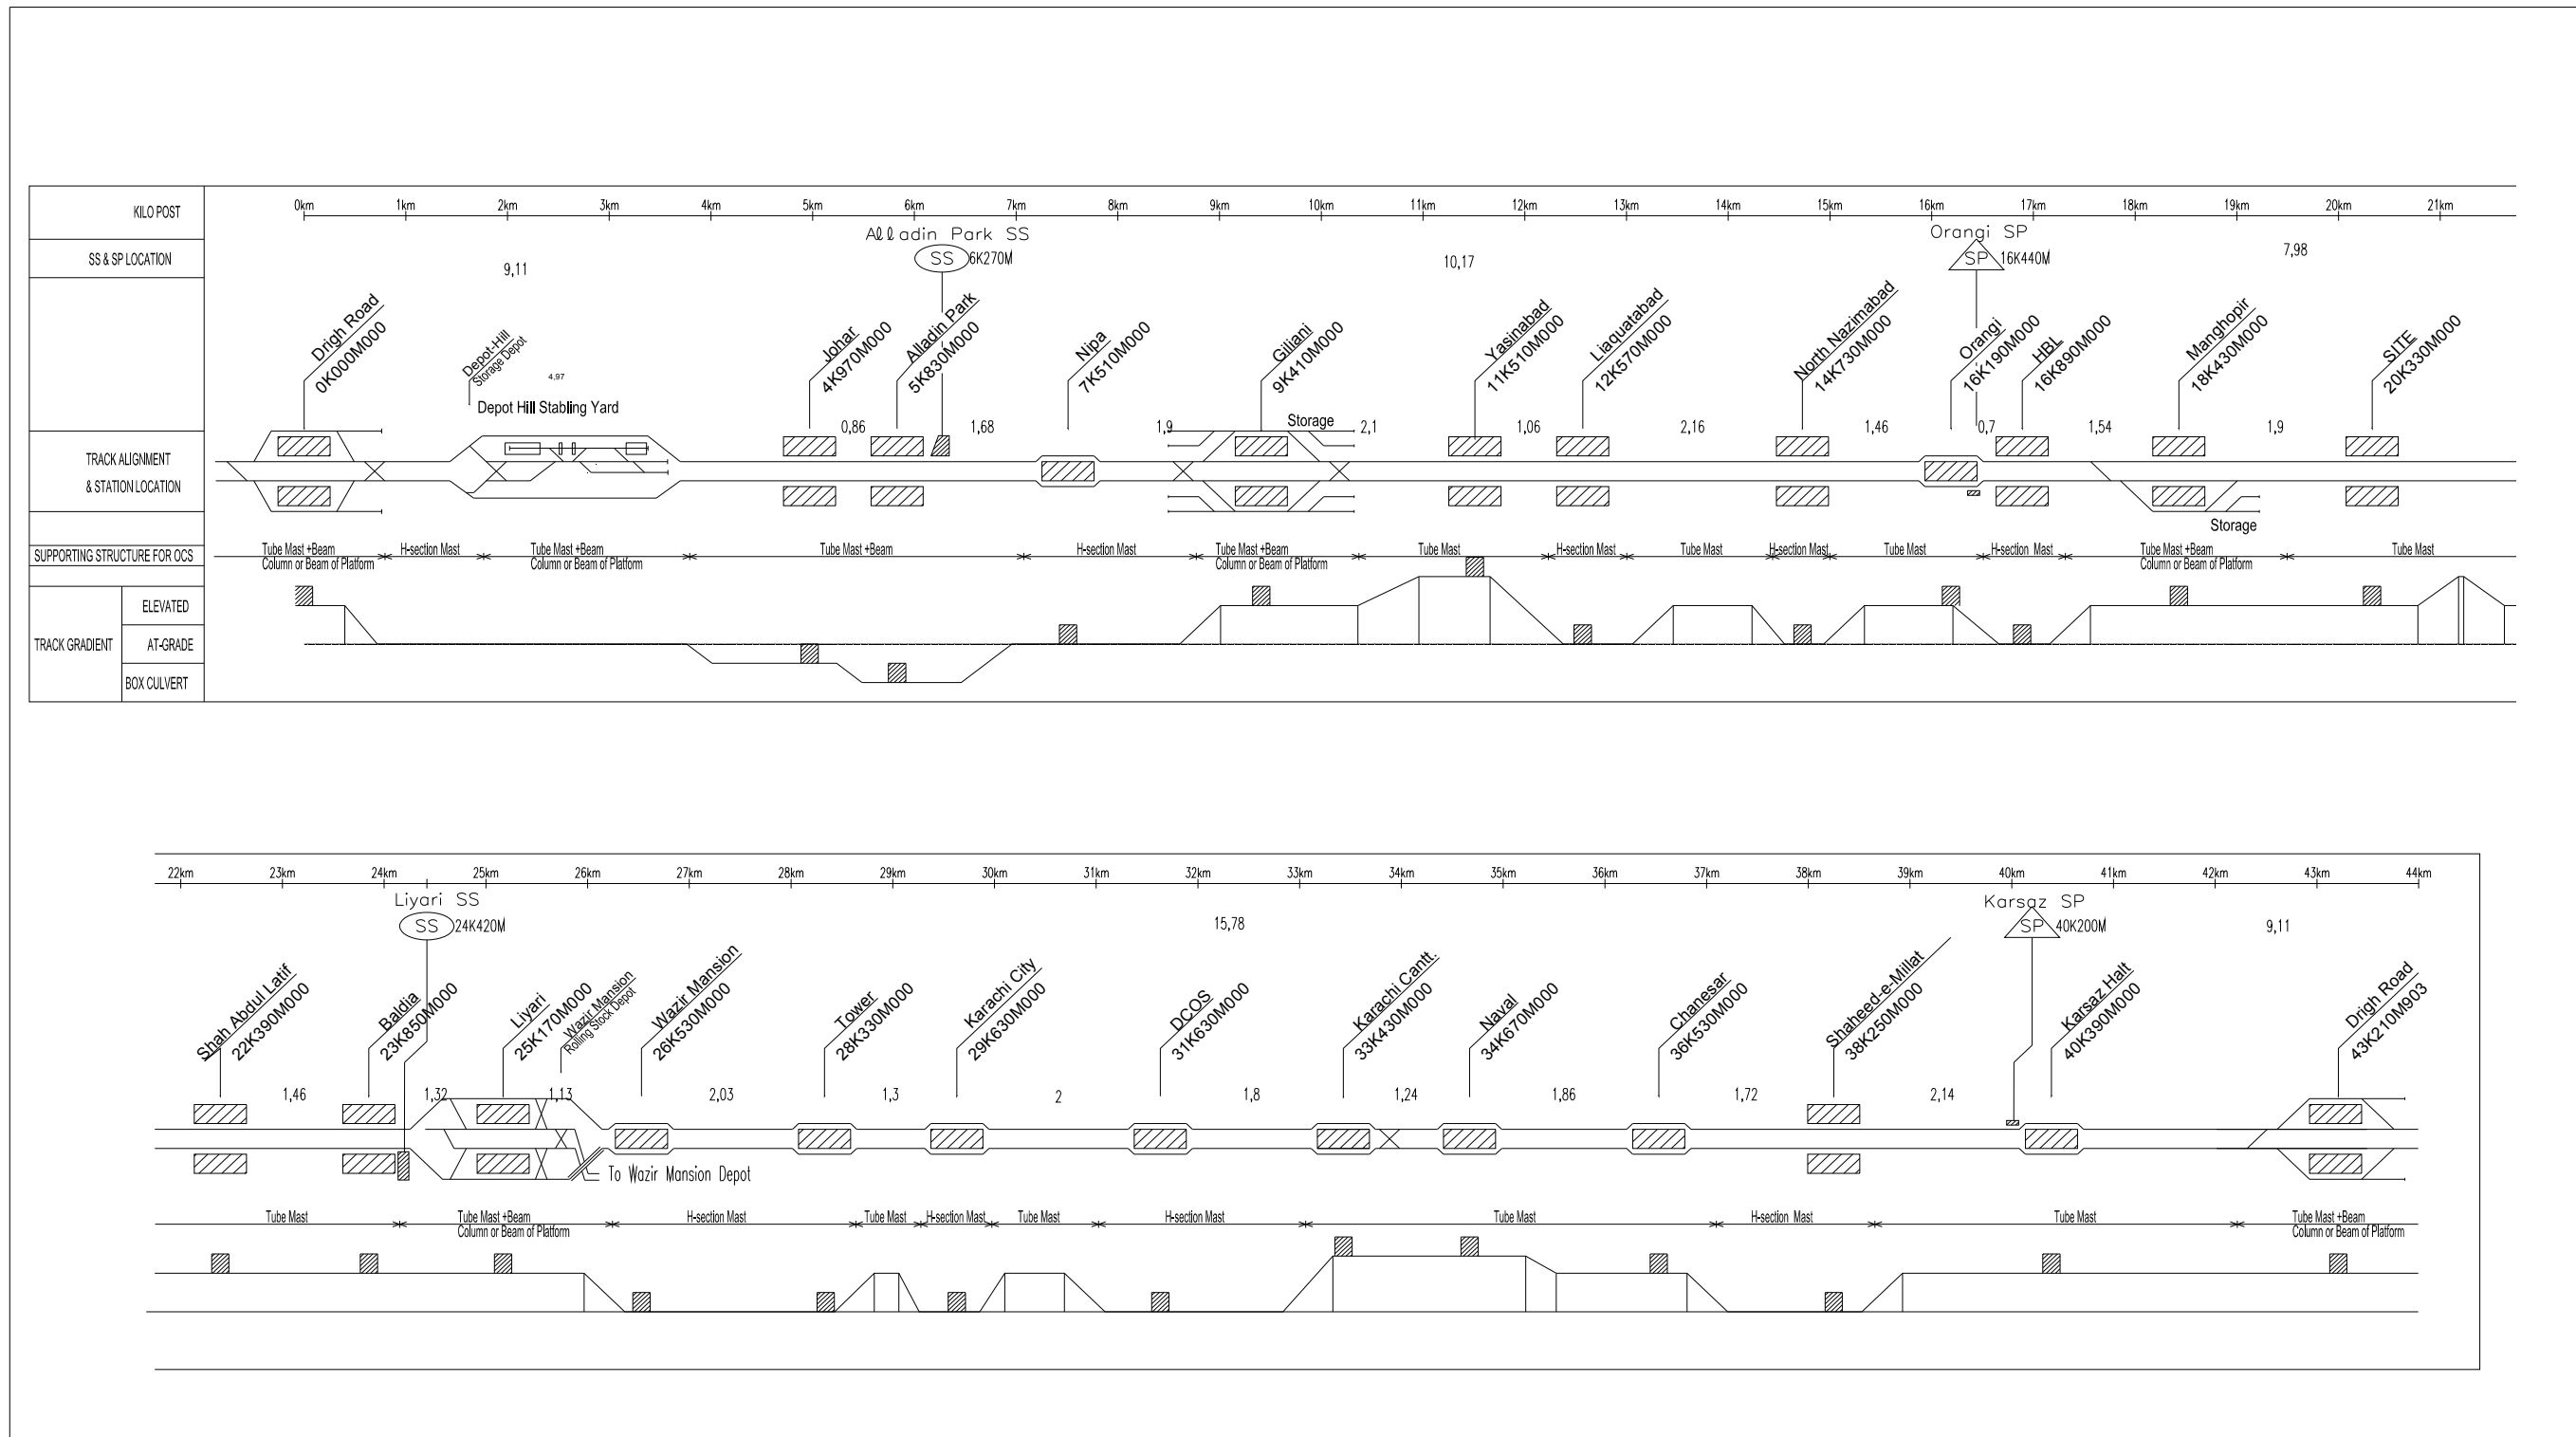 KILO POST
0km 1km 2km 3km 4km 5km 6km 7km 8km 9km 10km 11km 12km 13km 14km 15km 16km 17km 18km 19km 20km 21km
SS & SP LOCATION
Alladin Park SS
SS 6K270M
Orangi SP
SP 16K440M
9,11
10,17
7,98
Drigh Road
0K000M000
Depot-Hill
Storage Depot
4,97
Depot Hill Stabling Yard
Johar
4K970M000
Alladin Park
5K830M000
Nipa
7K510M000
Giliani
9K410M000
Yasinabad
11K510M000
Liaquatabad
12K570M000
North Nazimabad
14K730M000
Orangi
16K190M000
HBL
16K890M000
Manghopir
18K430M000
SITE
20K330M000
0,86 1,68 1,9 Storage 2,1 1,06 2,16 1,46 0,7 1,54 1,9
TRACK ALIGNMENT
& STATION LOCATION
Storage
SUPPORTING STRUCTURE FOR OCS
Tube Mast +Beam
Column or Beam of Platform
H-section Mast
Tube Mast +Beam
Column or Beam of Platform
Tube Mast +Beam
H-section Mast
Tube Mast +Beam
Column or Beam of Platform
Tube Mast
H-section Mast
Tube Mast
H-section Mast
Tube Mast
H-section Mast
Tube Mast +Beam
Column or Beam of Platform
Tube Mast
TRACK GRADIENT
ELEVATED
AT-GRADE
BOX CULVERT
22km 23km 24km 25km 26km 27km 28km 29km 30km 31km 32km 33km 34km 35km 36km 37km 38km 39km 40km 41km 42km 43km 44km
Liyari SS
SS 24K420M
15,78
Karsaz SP
SP 40K200M
9,11
Shah Abdul Latif
22K390M000
Baldia
23K850M000
Liyari
25K170M000
Wazir Mansion
Rolling Stock Depot
Wazir Mansion
26K530M000
Tower
28K330M000
Karachi City
29K630M000
DCOS
31K630M000
Karachi Cantt.
33K430M000
Naval
34K670M000
Chanesar
36K530M000
Shaheed-e-Millat
38K250M000
Karsaz Halt
40K390M000
Drigh Road
43K210M903
1,46 1,32 1,13 2,03 1,3 2 1,8 1,24 1,86 1,72 2,14
To Wazir Mansion Depot
Tube Mast
Tube Mast +Beam
Column or Beam of Platform
H-section Mast
Tube Mast
H-section Mast
Tube Mast
H-section Mast
Tube Mast
H-section Mast
Tube Mast
Tube Mast +Beam
Column or Beam of Platform